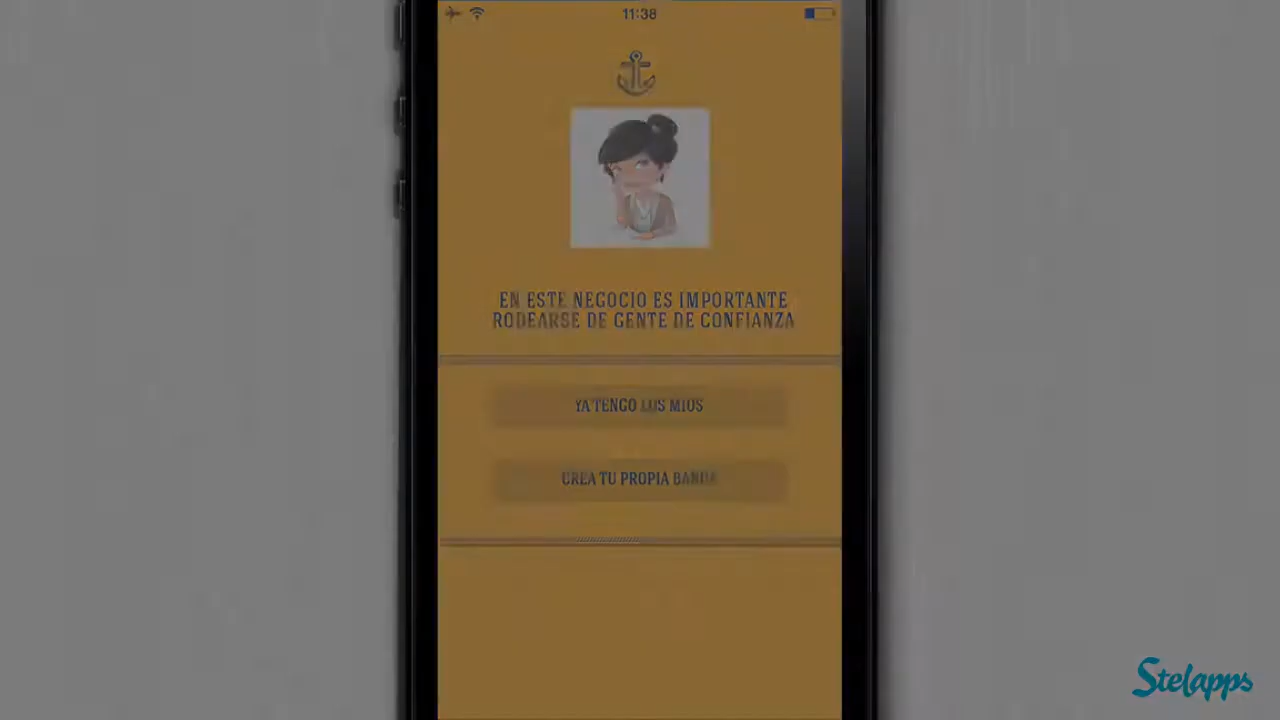 11:38
EN ESTE NEGOCIO ES IMPORTANTE
RODEARSE DE GENTE DE CONFIANZA
YA TENGO LOS MIOS
CREA TU PROPIA BANDA
Stelapps